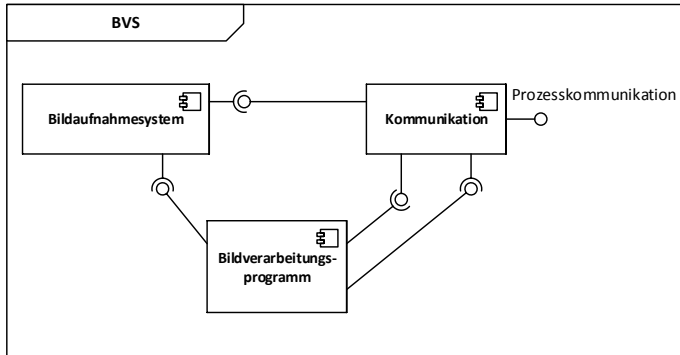 BVS
Bildaufnahmesystem
Kommunikation
Prozesskommunikation
Bildverarbeitungs-
programm